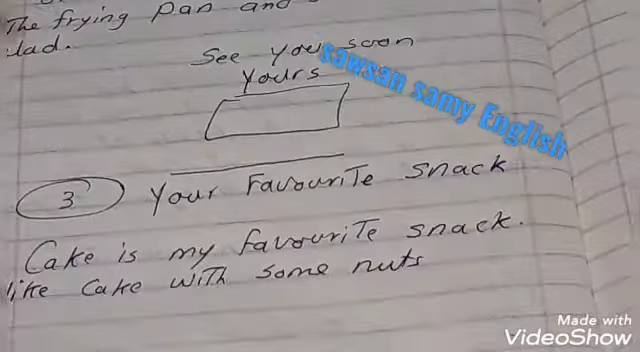 The frying pan and
lad.
See you soon
Yours
sawsan samy English
3 Your Favourite snack
Cake is my favourite snack.
like cake with some nuts
Made with
VideoShow